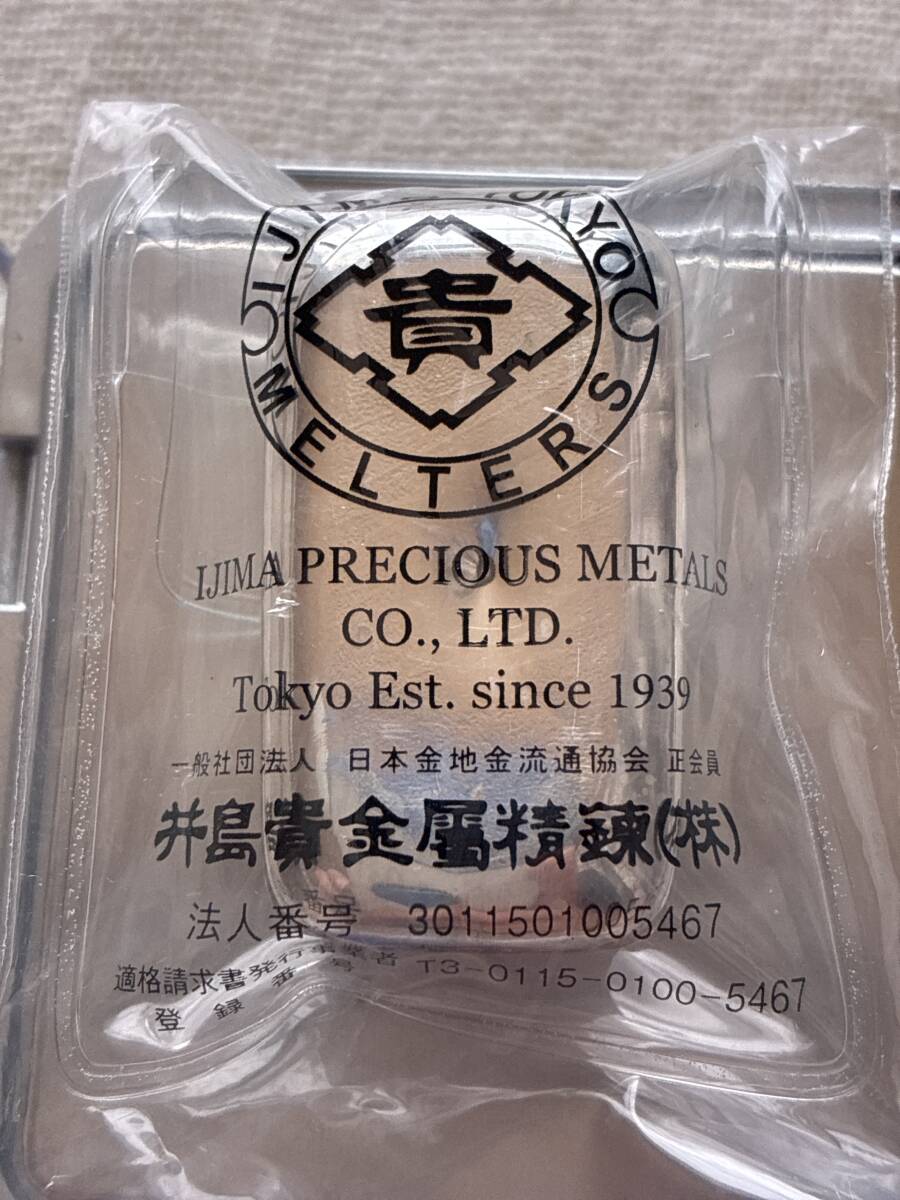 IJIMA TOKYO
貴
MELTERS
IJIMA PRECIOUS METALS
CO., LTD.
Tokyo Est. since 1939
一般社団法人 日本金地金流通協会 正会員
井島貴金属精錬(株)
法人番号 3011501005467
適格請求書発行事業者 T3-0115-0100-5467
登録番号